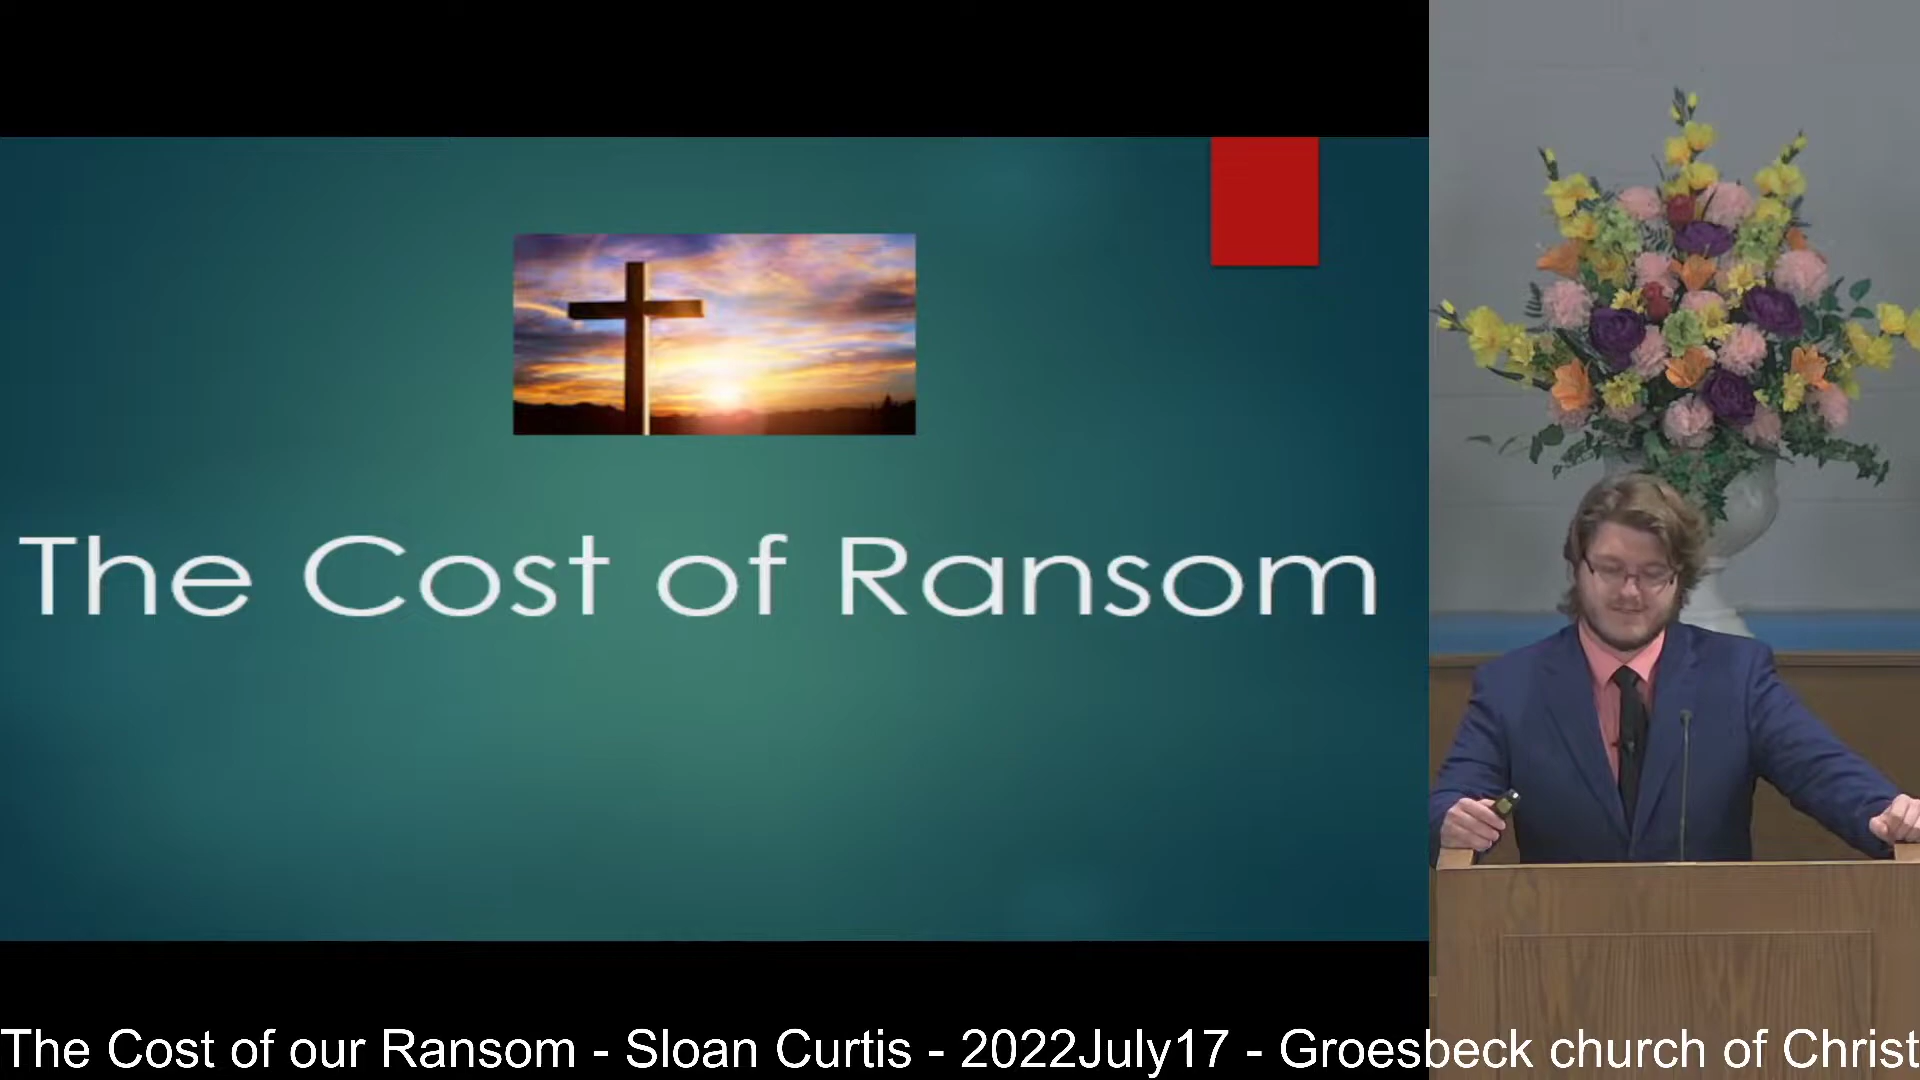 The Cost of Ransom
The Cost of our Ransom - Sloan Curtis - 2022July17 - Groesbeck church of Christ